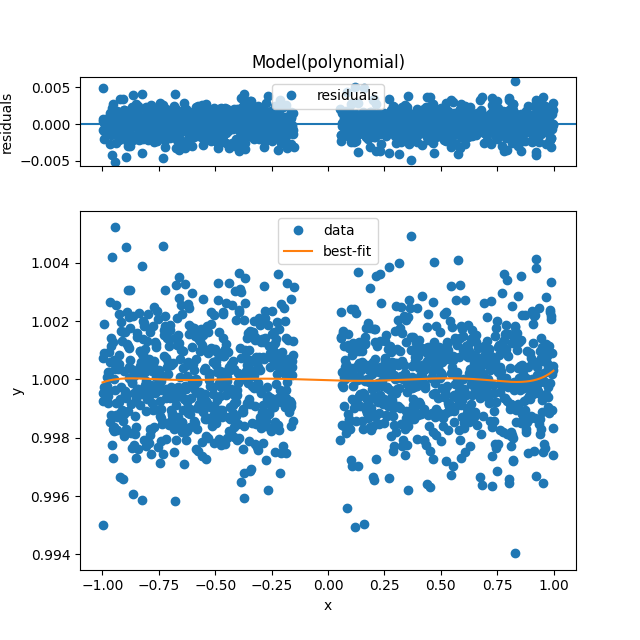 Model(polynomial)
residuals
0.005
0.000
−0.005
residuals
data
best-fit
y
1.004
1.002
1.000
0.998
0.996
0.994
−1.00 −0.75 −0.50 −0.25 0.00 0.25 0.50 0.75 1.00
x